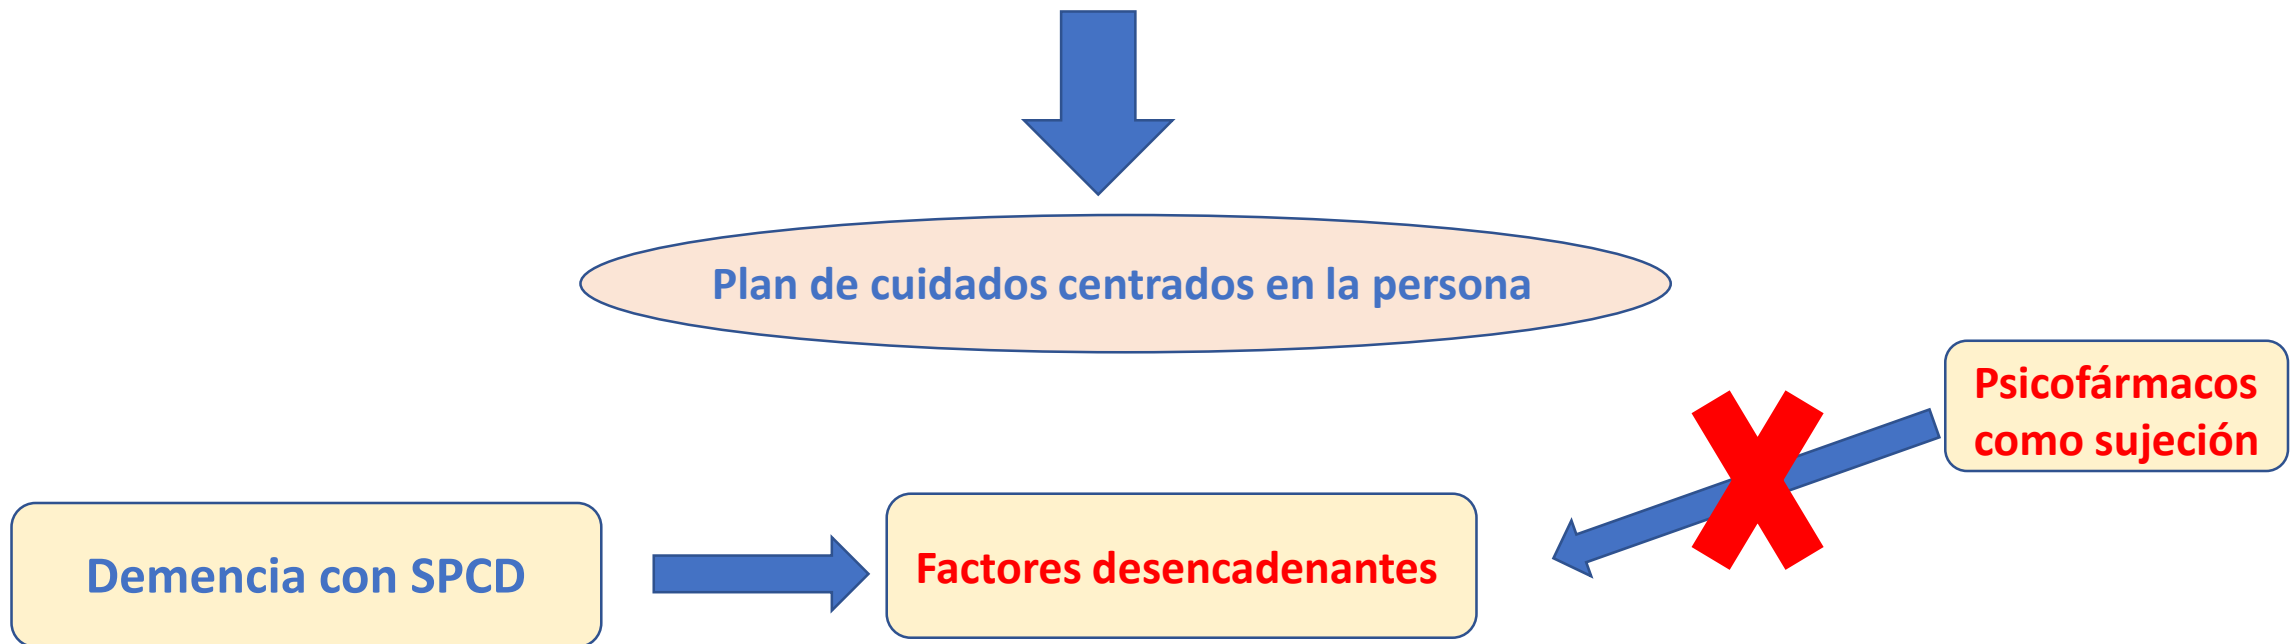 Plan de cuidados centrados en la persona
Psicofármacos
como sujeción
Demencia con SPCD
Factores desencadenantes